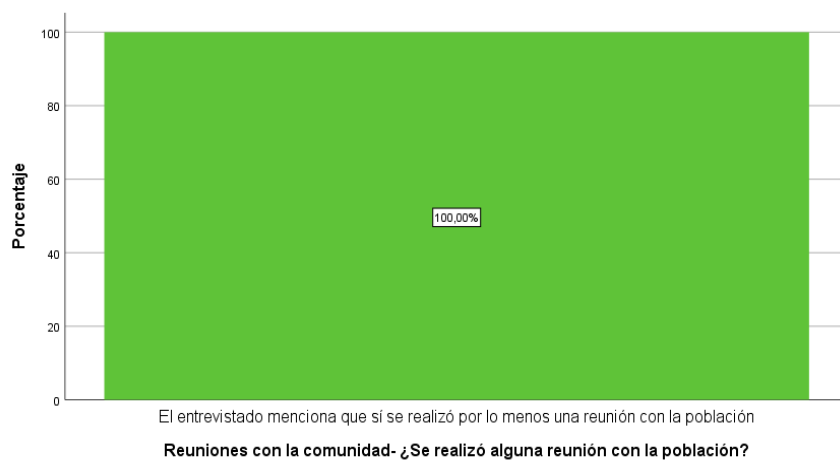 Porcentaje
100
80
60
40
20
0
100,00%
El entrevistado menciona que sí se realizó por lo menos una reunión con la población
Reuniones con la comunidad- ¿Se realizó alguna reunión con la población?